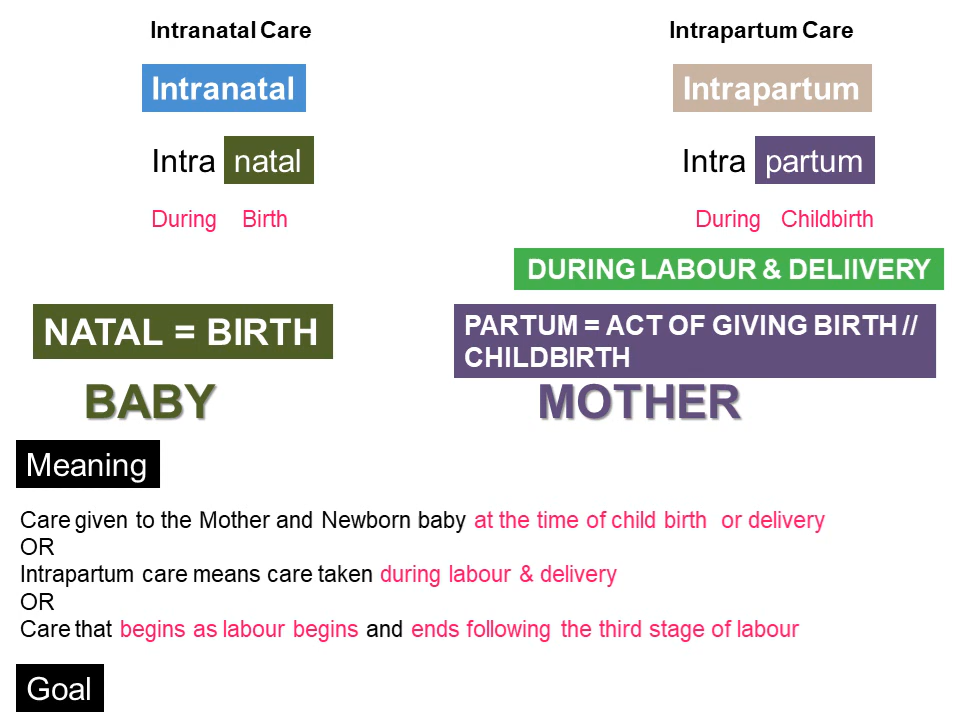 Intranatal Care
Intrapartum Care
Intranatal
Intrapartum
Intra natal
Intra partum
During Birth
During Childbirth
DURING LABOUR & DELIIVERY
NATAL = BIRTH
PARTUM = ACT OF GIVING BIRTH //
CHILDBIRTH
BABY
MOTHER
Meaning
Care given to the Mother and Newborn baby at the time of child birth or delivery
OR
Intrapartum care means care taken during labour & delivery
OR
Care that begins as labour begins and ends following the third stage of labour
Goal